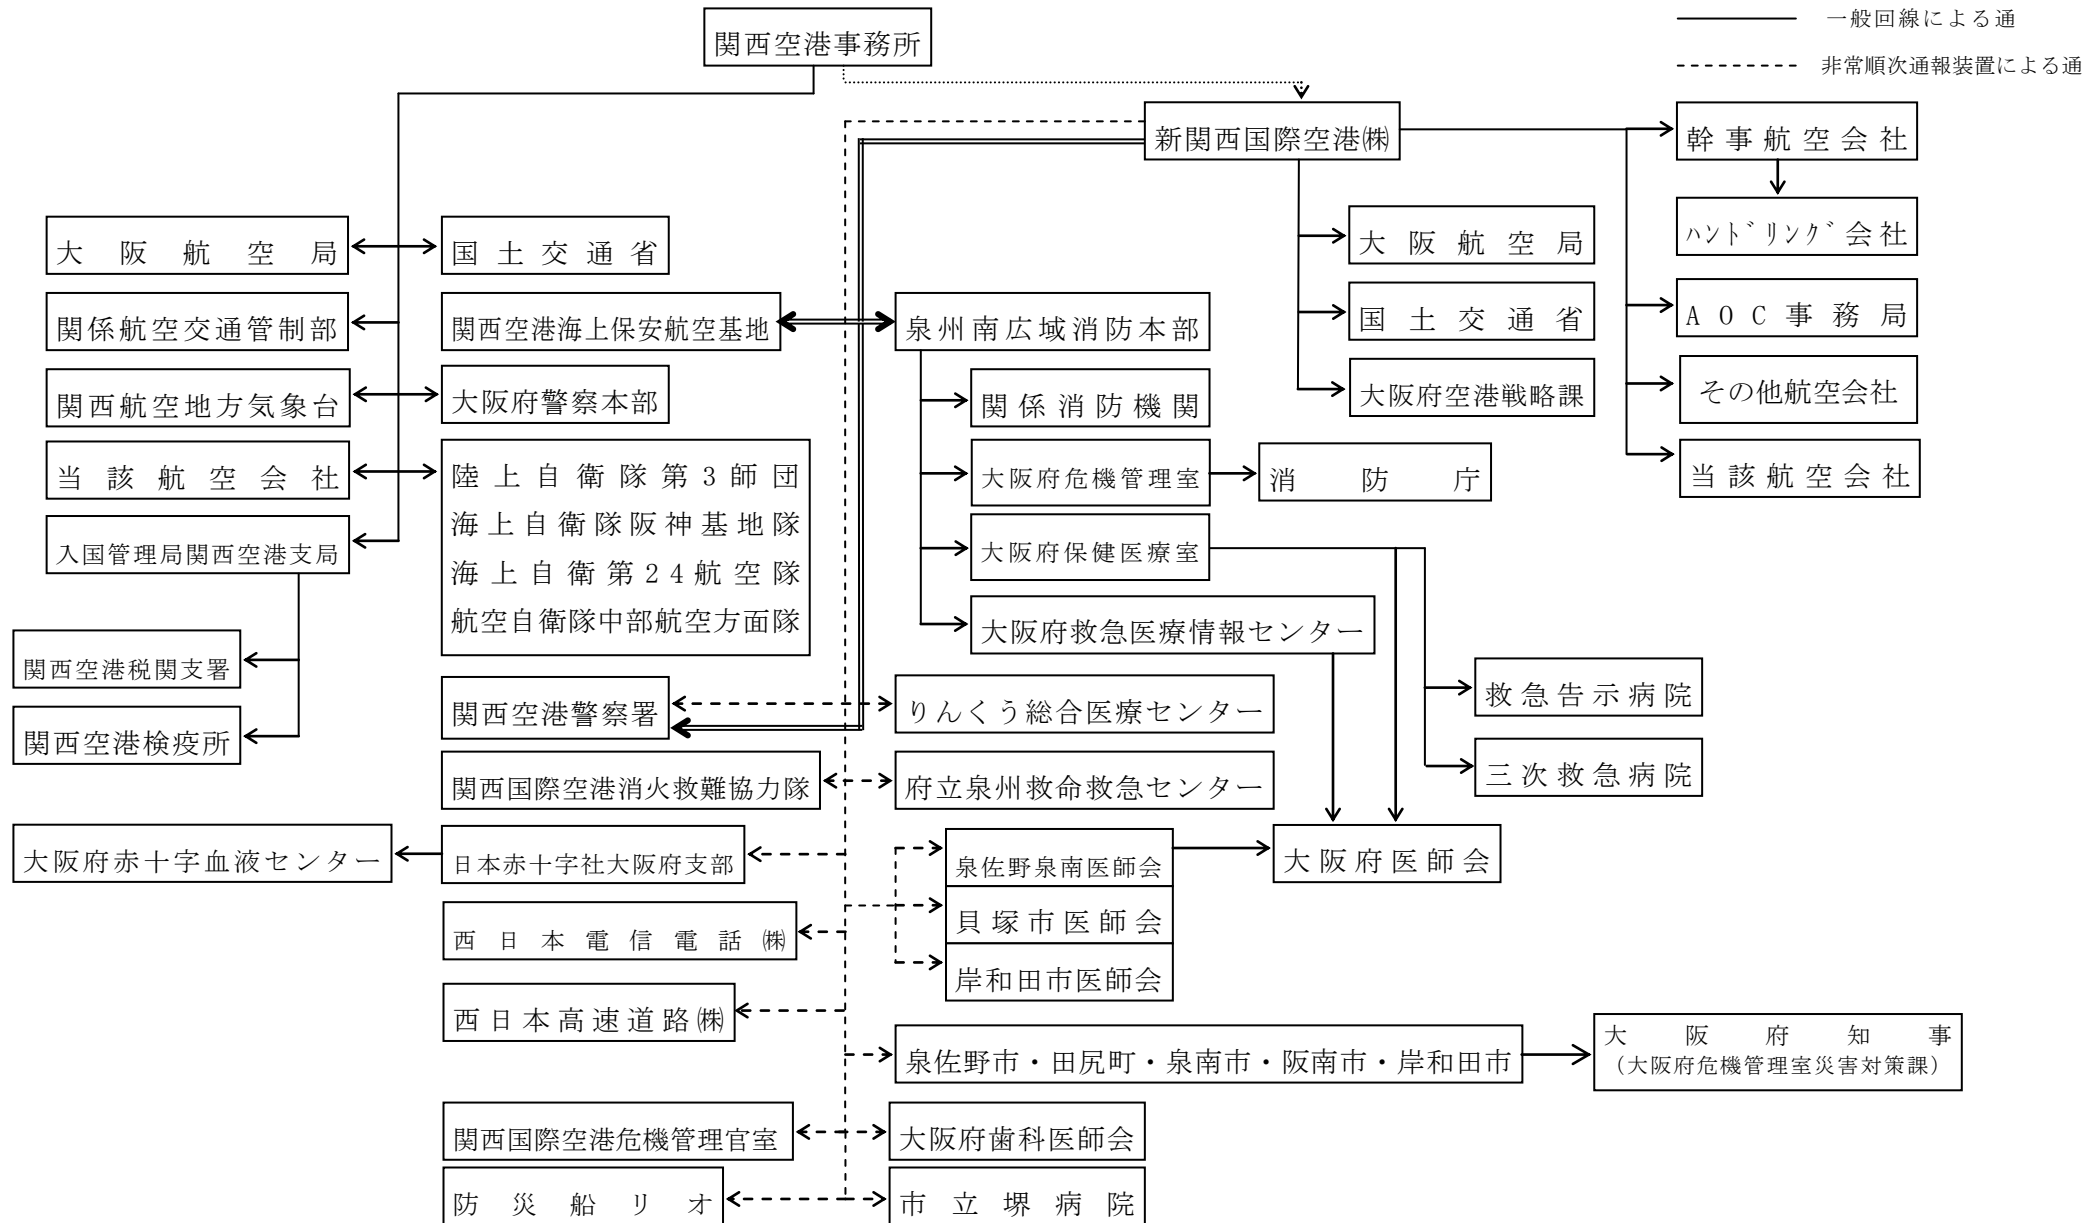 関西空港事務所
一般回線による通
非常順次通報装置による通
新関西国際空港㈱
幹事航空会社
ﾊﾝﾄﾞﾘﾝｸﾞ会社
大阪航空局
国土交通省
大阪航空局
関係航空交通管制部
関西空港海上保安航空基地
泉州南広域消防本部
国土交通省
AOC事務局
関西航空地方気象台
大阪府警察本部
関係消防機関
大阪府空港戦略課
その他航空会社
当該航空会社
陸上自衛隊第3師団
海上自衛隊阪神基地隊
海上自衛第24航空隊
航空自衛隊中部航空方面隊
大阪府危機管理室
消防庁
当該航空会社
入国管理局関西空港支局
大阪府保健医療室
大阪府救急医療情報センター
関西空港税関支署
関西空港検疫所
関西空港警察署
りんくう総合医療センター
救急告示病院
関西国際空港消火救難協力隊
府立泉州救命救急センター
三次救急病院
大阪府赤十字血液センター
日本赤十字社大阪府支部
泉佐野泉南医師会
大阪府医師会
西日本電信電話㈱
貝塚市医師会
岸和田市医師会
西日本高速道路㈱
泉佐野市・田尻町・泉南市・阪南市・岸和田市
大阪府知事
（大阪府危機管理室災害対策課）
関西国際空港危機管理官室
大阪府歯科医師会
防災船リオ
市立堺病院